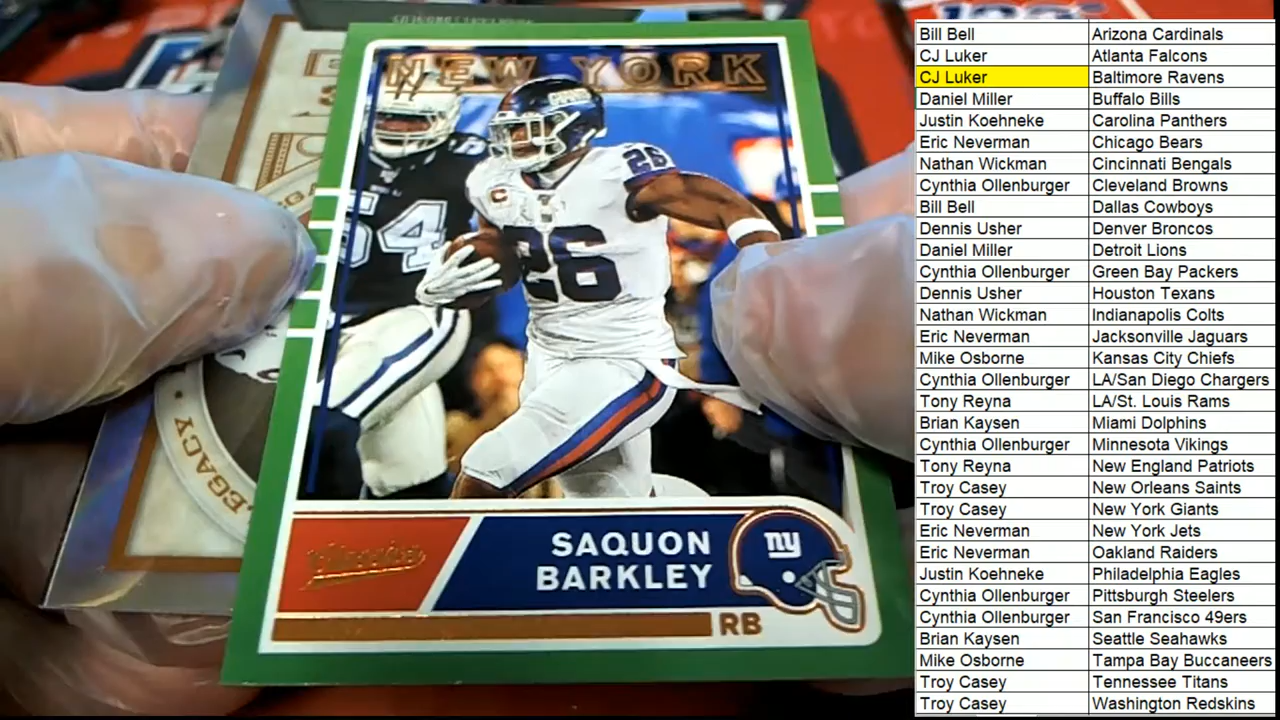 NEW YORK
26
54
C
26
LEGACY
Classics
SAQUON
BARKLEY
ny
RB
Bill Bell Arizona Cardinals
CJ Luker Atlanta Falcons
CJ Luker Baltimore Ravens
Daniel Miller Buffalo Bills
Justin Koehneke Carolina Panthers
Eric Neverman Chicago Bears
Nathan Wickman Cincinnati Bengals
Cynthia Ollenburger Cleveland Browns
Bill Bell Dallas Cowboys
Dennis Usher Denver Broncos
Daniel Miller Detroit Lions
Cynthia Ollenburger Green Bay Packers
Dennis Usher Houston Texans
Nathan Wickman Indianapolis Colts
Eric Neverman Jacksonville Jaguars
Mike Osborne Kansas City Chiefs
Cynthia Ollenburger LA/San Diego Chargers
Tony Reyna LA/St. Louis Rams
Brian Kaysen Miami Dolphins
Cynthia Ollenburger Minnesota Vikings
Tony Reyna New England Patriots
Troy Casey New Orleans Saints
Troy Casey New York Giants
Eric Neverman New York Jets
Eric Neverman Oakland Raiders
Justin Koehneke Philadelphia Eagles
Cynthia Ollenburger Pittsburgh Steelers
Cynthia Ollenburger San Francisco 49ers
Brian Kaysen Seattle Seahawks
Mike Osborne Tampa Bay Buccaneers
Troy Casey Tennessee Titans
Troy Casey Washington Redskins